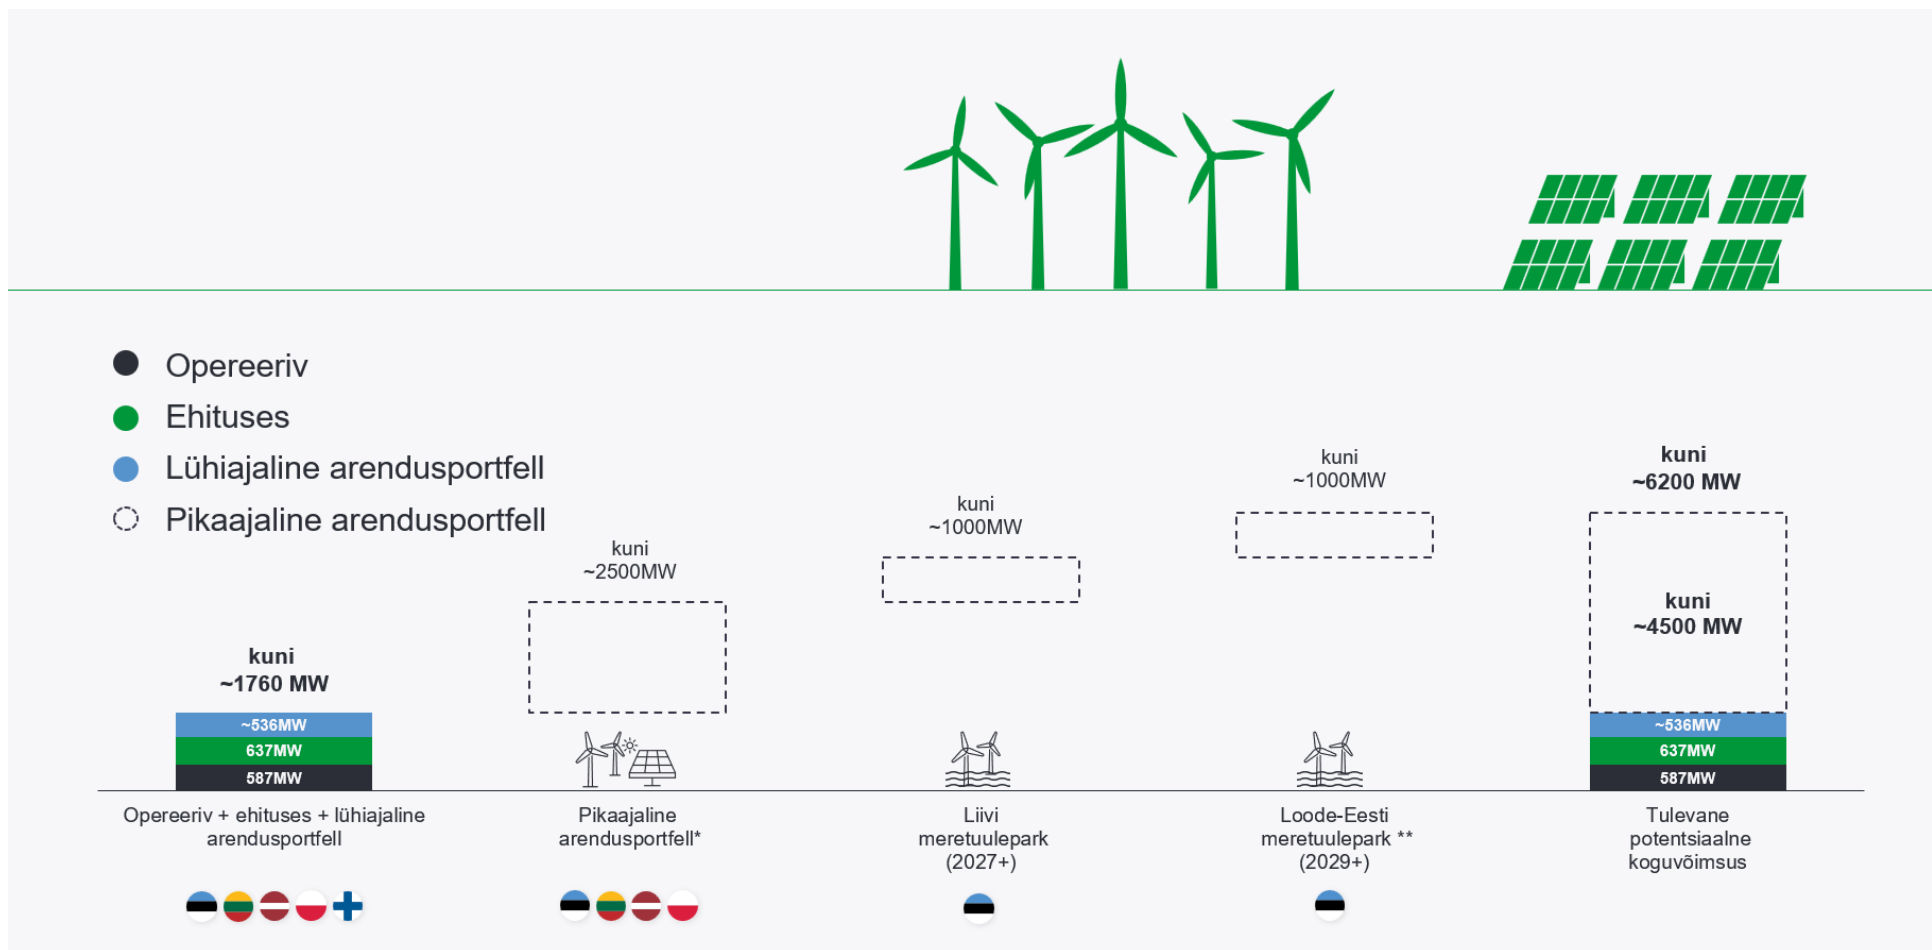 Opereeriv
Ehituses
Lühiajaline arendusportfell
Pikaajaline arendusportfell
kuni
~1760 MW
~536MW
637MW
587MW
Opereeriv + ehituses + lühiajaline
arendusportfell
kuni
~2500MW
Pikaajaline
arendusportfell*
kuni
~1000MW
Liivi
meretuulepark
(2027+)
kuni
~1000MW
Loode-Eesti
meretuulepark **
(2029+)
kuni
~6200 MW
kuni
~4500 MW
~536MW
637MW
587MW
Tulevane
potentsiaalne
koguvõimsus